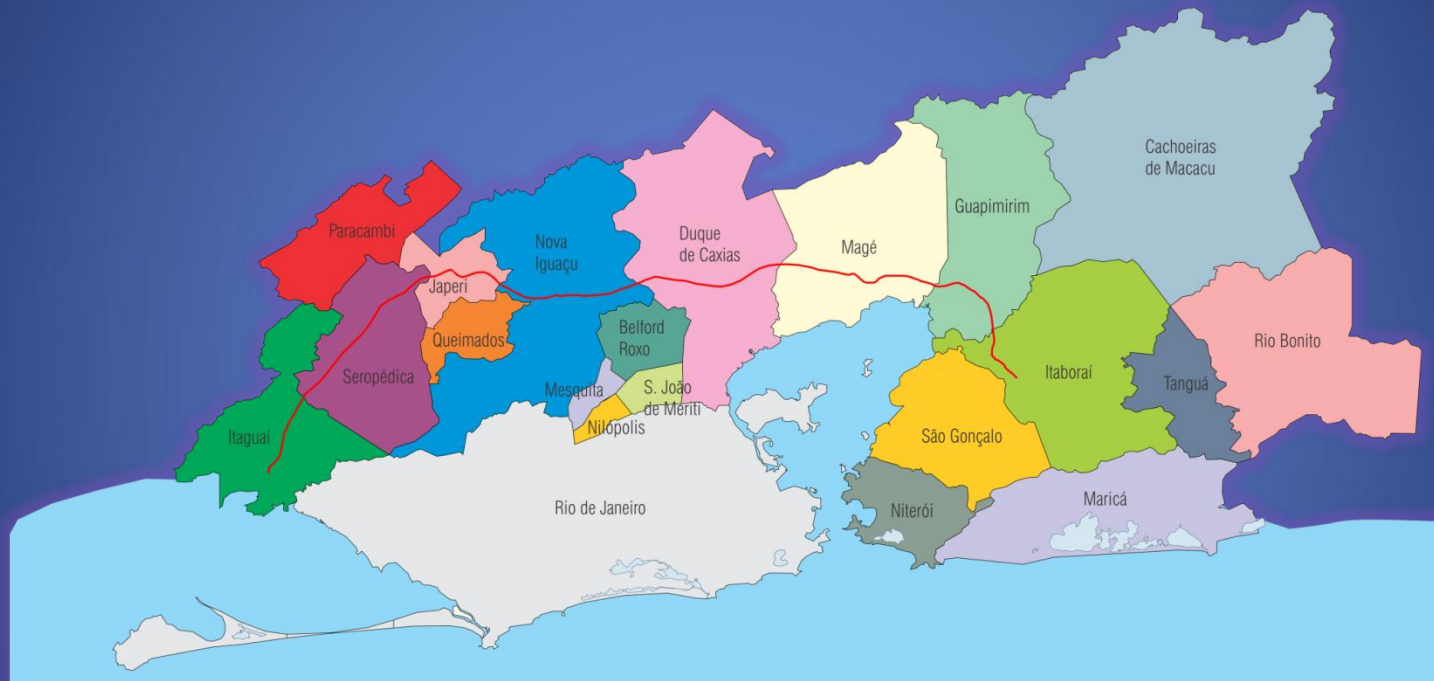 Cachoeiras
de Macacu
Guapimirim
Paracambi
Nova
Iguaçu
Duque
de Caxias
Magé
Japeri
Queimados
Belford
Roxo
Rio Bonito
Seropédica
Mesquita
S. João
de Meriti
Itaboraí
Tanguá
Nilópolis
Itaguaí
São Gonçalo
Rio de Janeiro
Niterói
Maricá